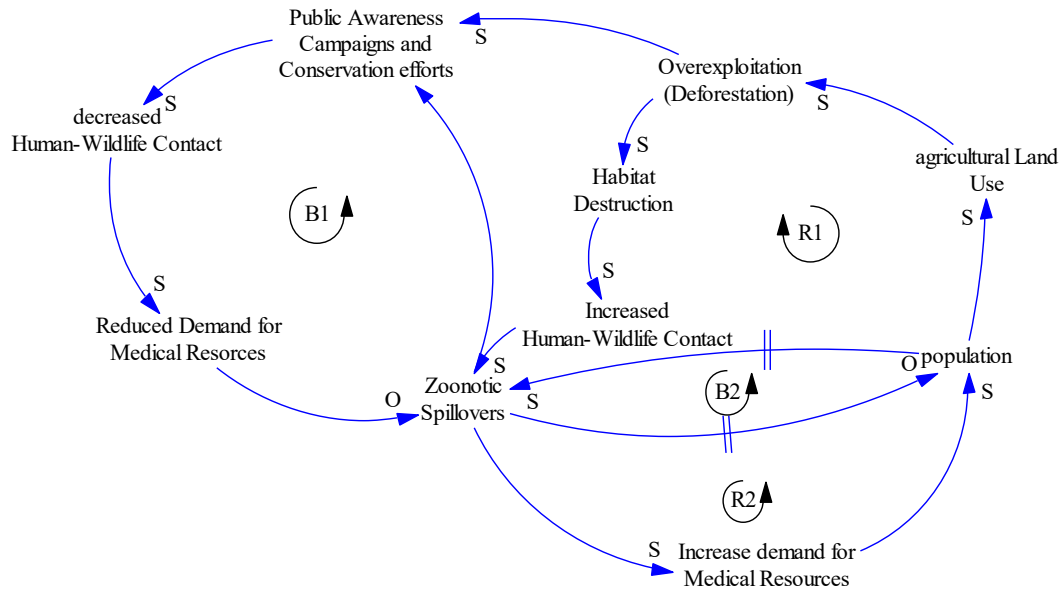 Public Awareness
Campaigns and
Conservation efforts
S
Overexploitation
(Deforestation)
S
S
decreased
Human-Wildlife Contact
S
agricultural Land
Use
Habitat
Destruction
B1
R1
S
S
S
Increased
Human-Wildlife Contact
Reduced Demand for
Medical Resorces
S
O
population
Zoonotic
Spillovers
B2
S
S
O
R2
S
Increase demand for
Medical Resources